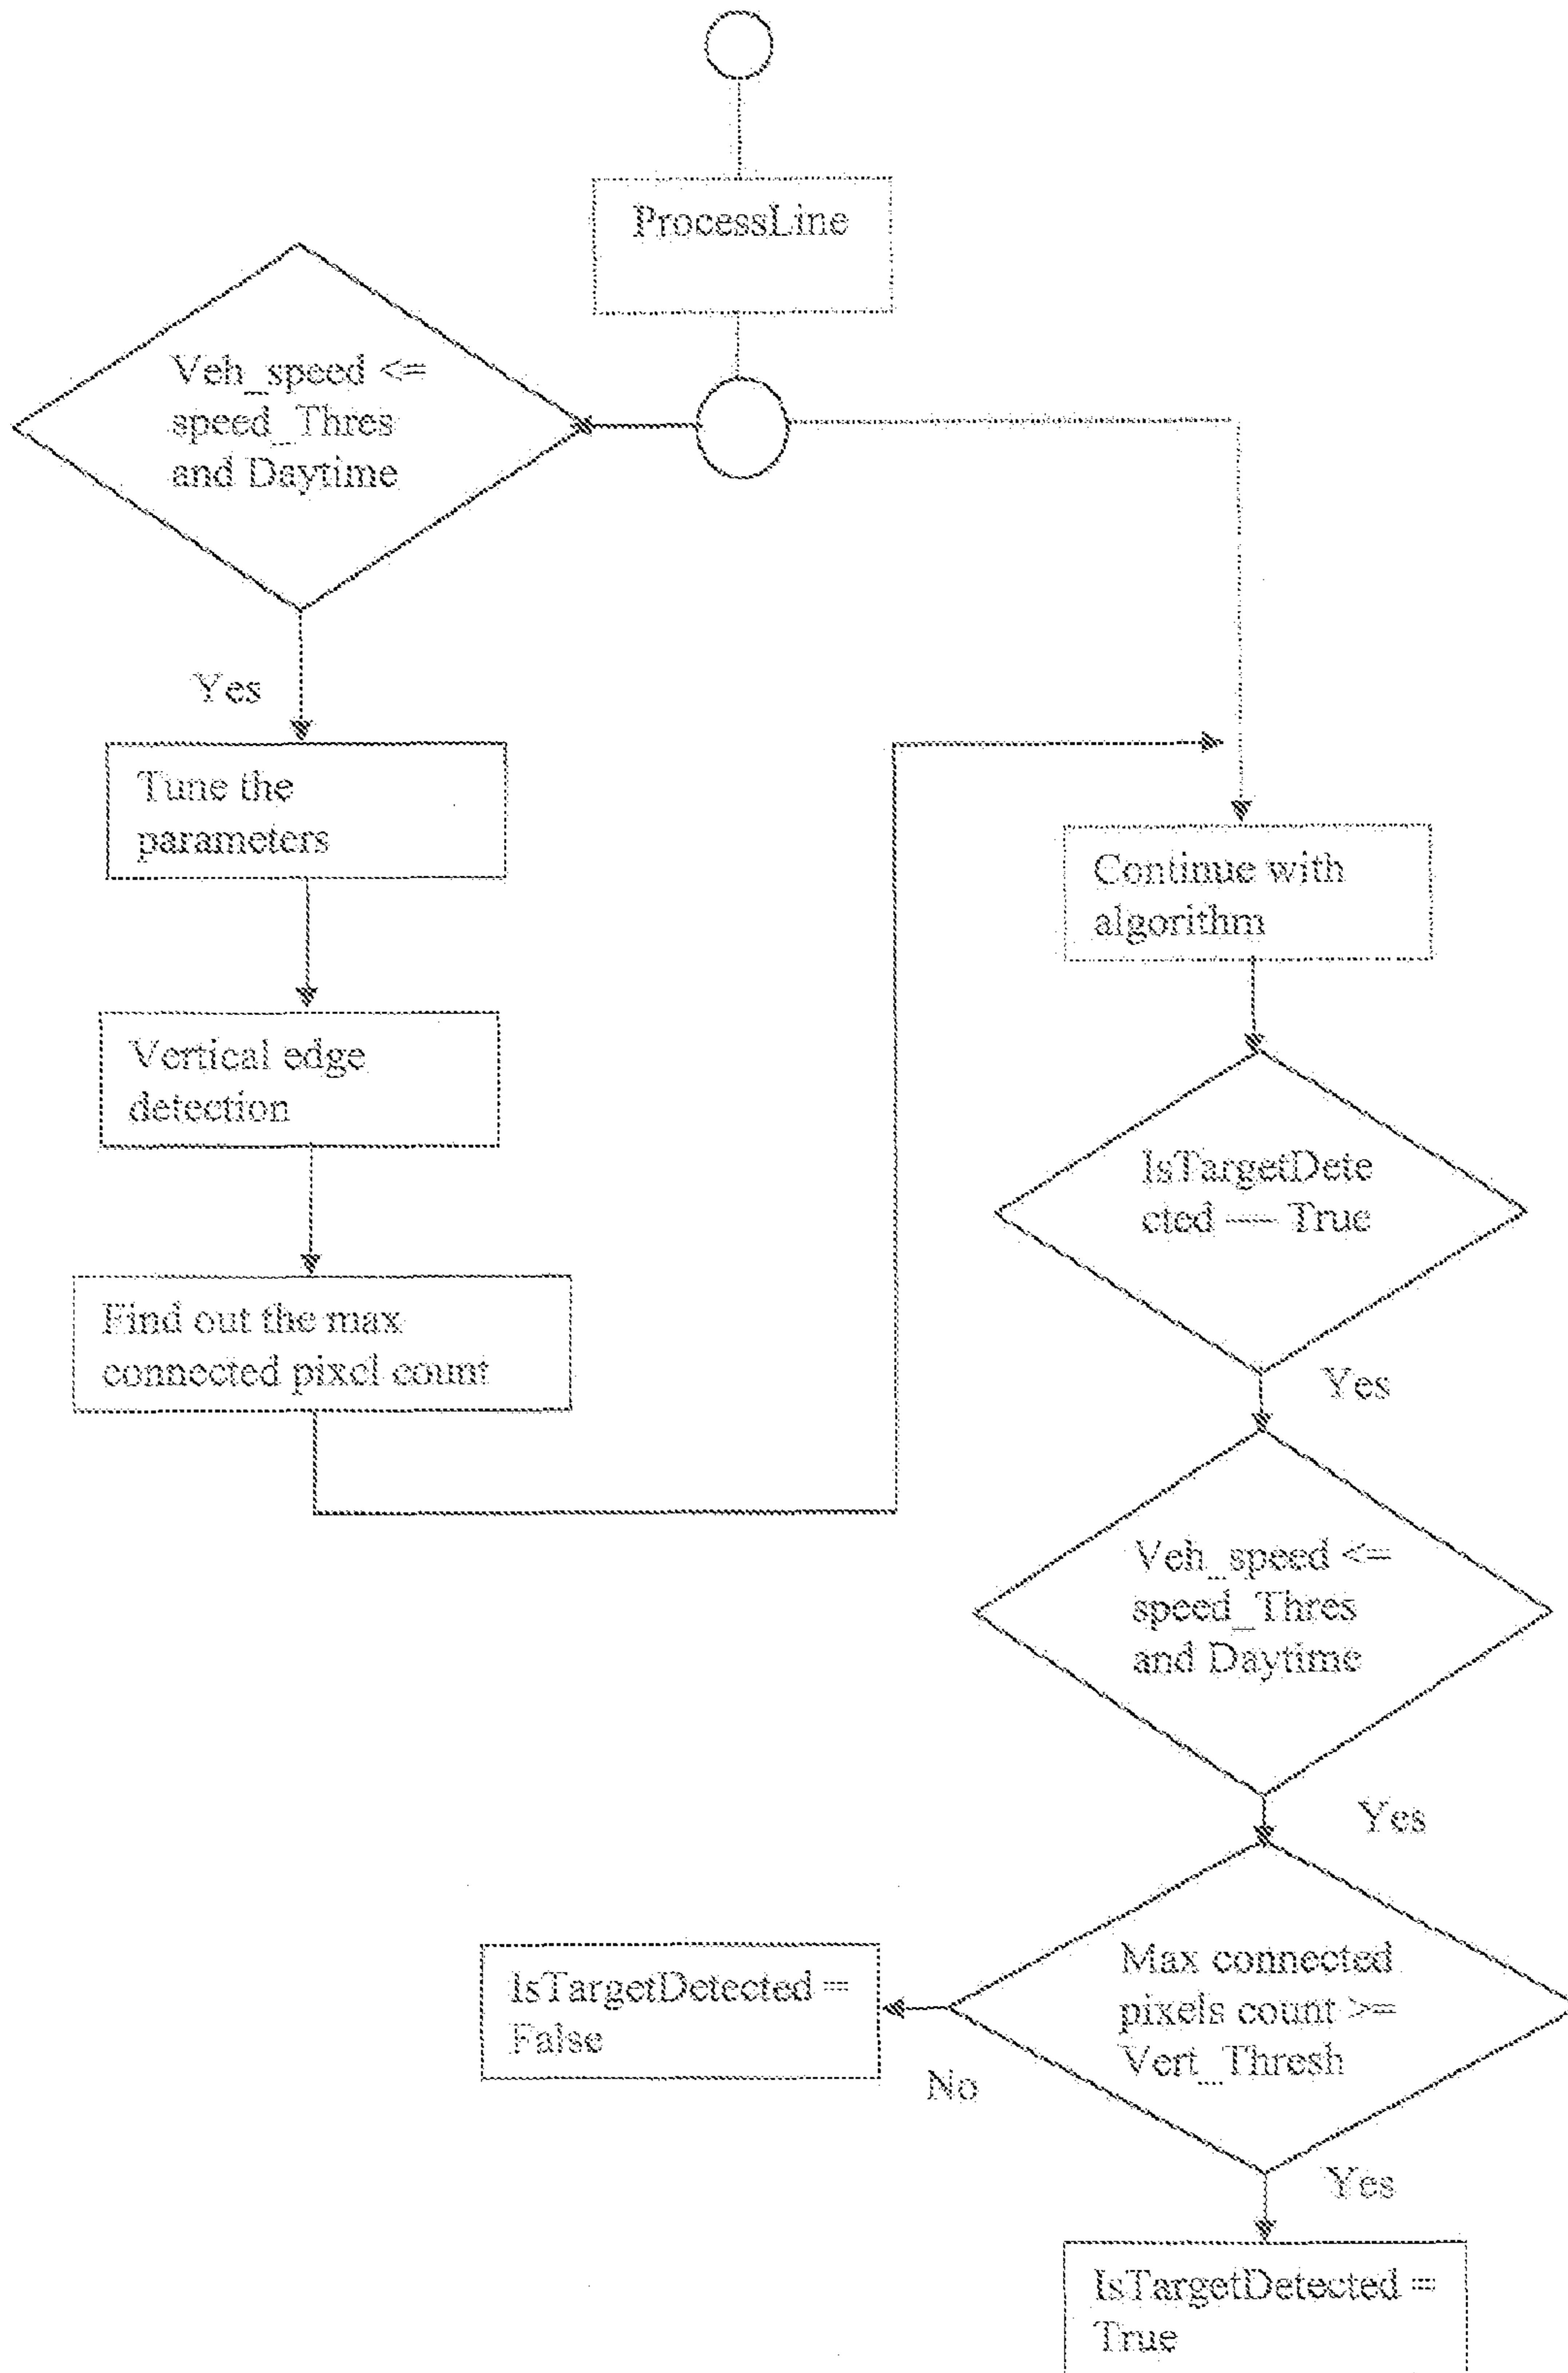 ProcessLine
Veh_speed <=
speed_Thres
and Daytime
Yes
Tune the
parameters
Vertical edge
detection
Find out the max
connected pixel count
Continue with
algorithm
IsTargetDete
cted == True
Yes
Veh_speed <=
speed_Thres
and Daytime
Yes
Max connected
pixels count >=
Vert_Thresh
No
IsTargetDetected =
False
Yes
IsTargetDetected =
True